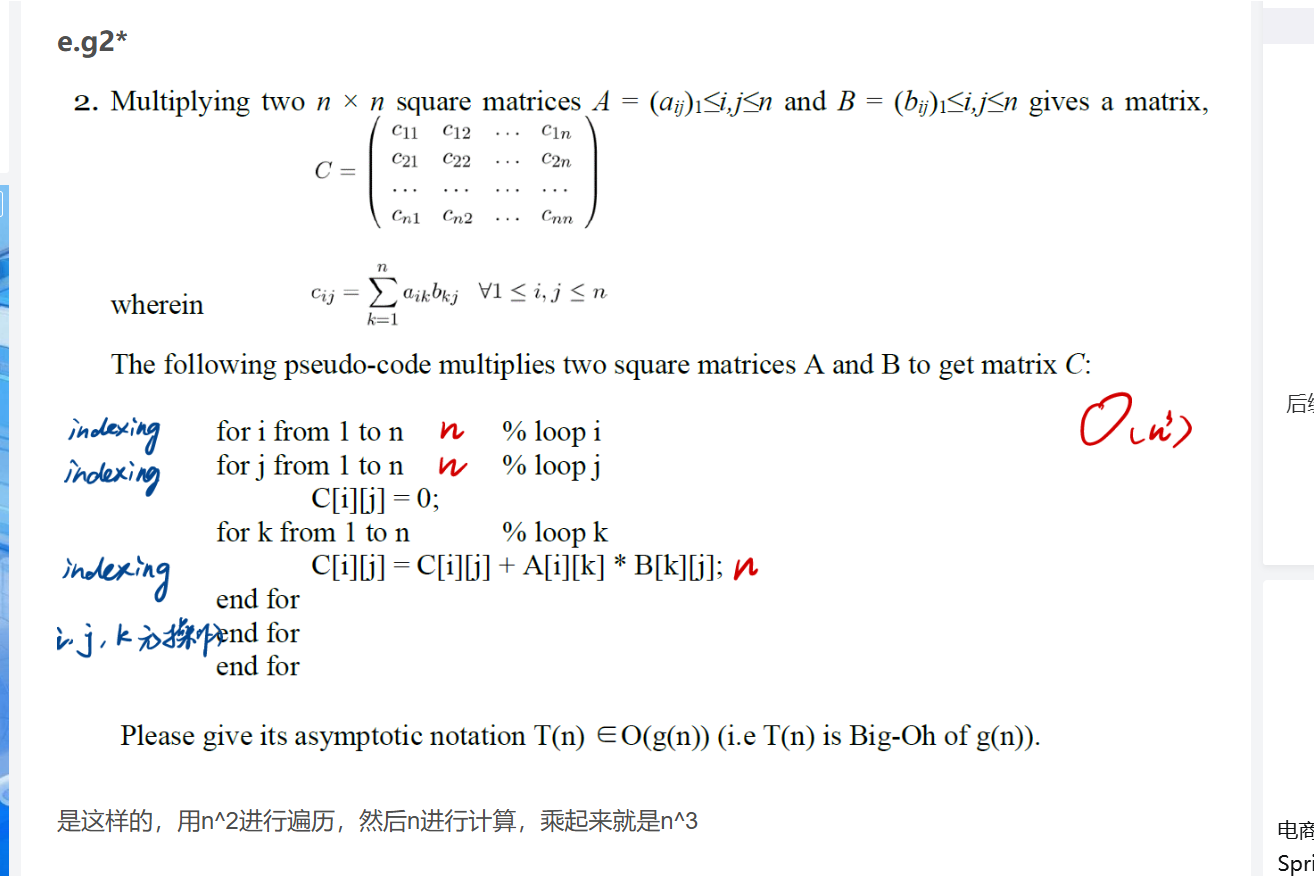 e.g2*
2. Multiplying two n × n square matrices A = (aij)1≤i,j≤n and B = (bij)1≤i,j≤n gives a matrix,
C =
c11 c12 ... c1n
c21 c22 ... c2n
... ... ... ...
cn1 cn2 ... cnn
wherein cij = ∑ n k=1 aikbkj ∀1 ≤ i, j ≤ n
The following pseudo-code multiplies two square matrices A and B to get matrix C:
O(n³)
indexing for i from 1 to n n % loop i
indexing for j from 1 to n n % loop j
C[i][j] = 0;
for k from 1 to n % loop k
indexing C[i][j] = C[i][j] + A[i][k] * B[k][j]; n
end for
i, j, k 操作 end for
end for
Please give its asymptotic notation T(n) ∈O(g(n)) (i.e T(n) is Big-Oh of g(n)).
是这样的，用n^2进行遍历，然后n进行计算，乘起来就是n^3
电商
Spri